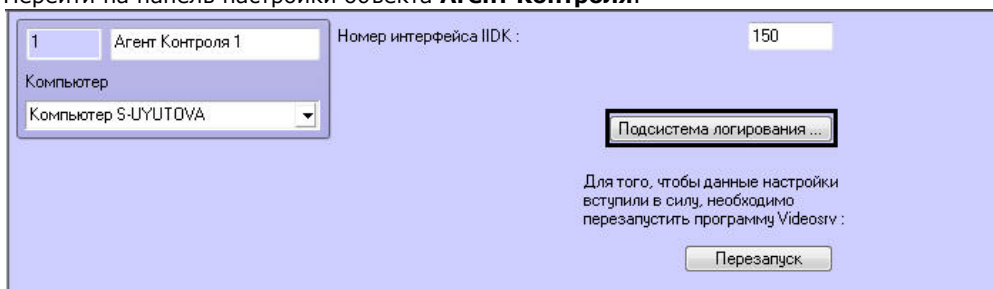 Перейти на панель настройки объекта Агент Контроля.
1 Агент Контроля 1 Номер интерфейса IIDK : 150
Компьютер
Компьютер S-UYUTOVA
Подсистема логирования ...
Для того, чтобы данные настройки
вступили в силу, необходимо
перезапустить программу Videosrv :
Перезапуск